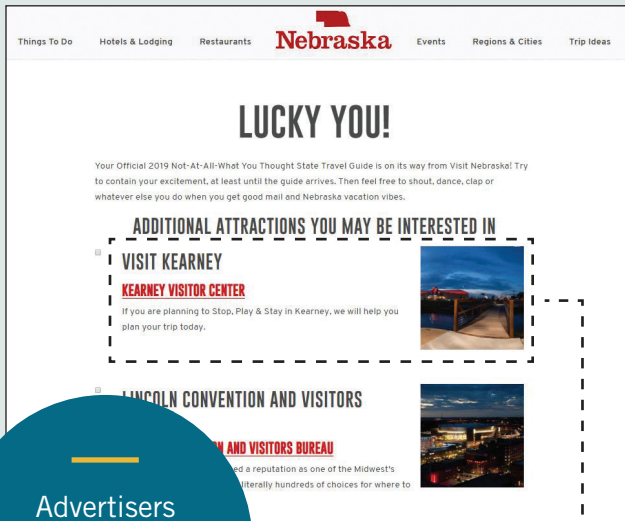 Things To Do Hotels & Lodging Restaurants Nebraska Events Regions & Cities Trip Ideas
LUCKY YOU!
Your Official 2019 Not-At-All-What You Thought State Travel Guide is on its way from Visit Nebraska! Try
to contain your excitement, at least until the guide arrives. Then feel free to shout, dance, clap or
whatever else you do when you get good mail and Nebraska vacation vibes.
ADDITIONAL ATTRACTIONS YOU MAY BE INTERESTED IN
VISIT KEARNEY
KEARNEY VISITOR CENTER
If you are planning to Stop, Play & Stay in Kearney, we will help you
plan your trip today.
LINCOLN CONVENTION AND VISITORS
AND VISITORS BUREAU
a reputation as one of the Midwest's
literally hundreds of choices for where to
Advertisers